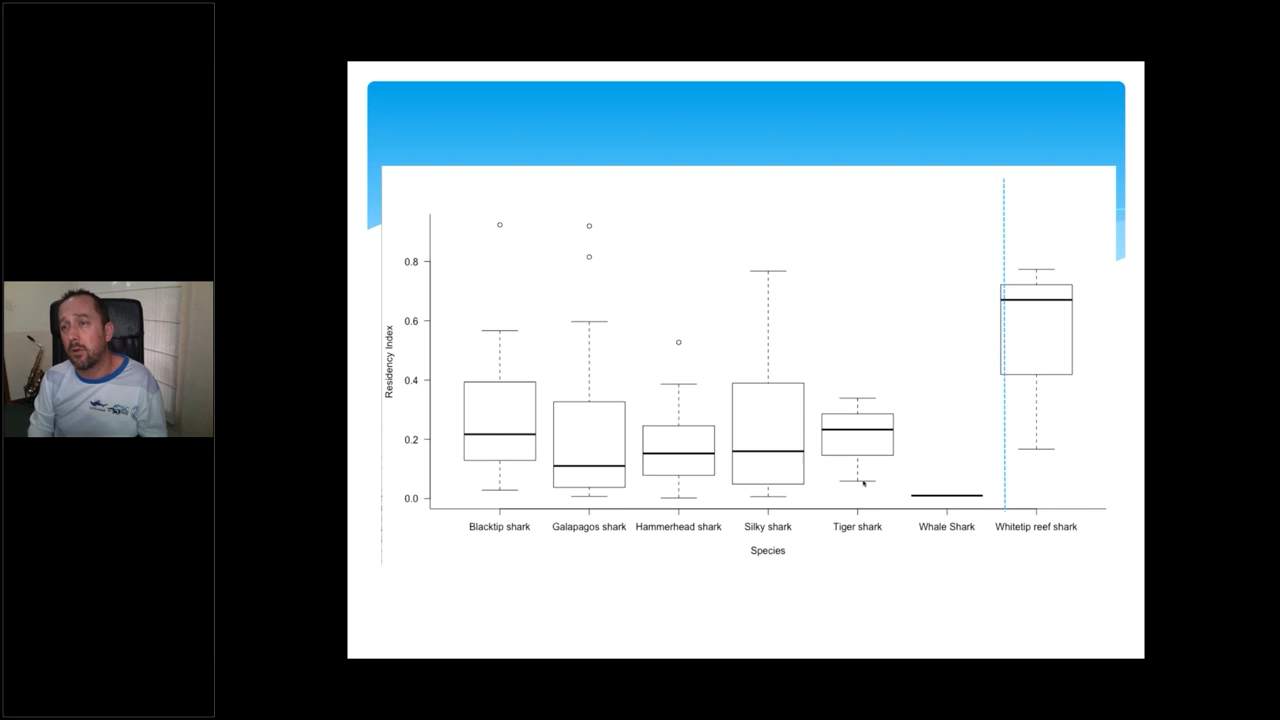 0.8
0.6
0.4
0.2
0.0
Residency Index
Blacktip shark
Galapagos shark
Hammerhead shark
Silky shark
Tiger shark
Whale Shark
Whitetip reef shark
Species